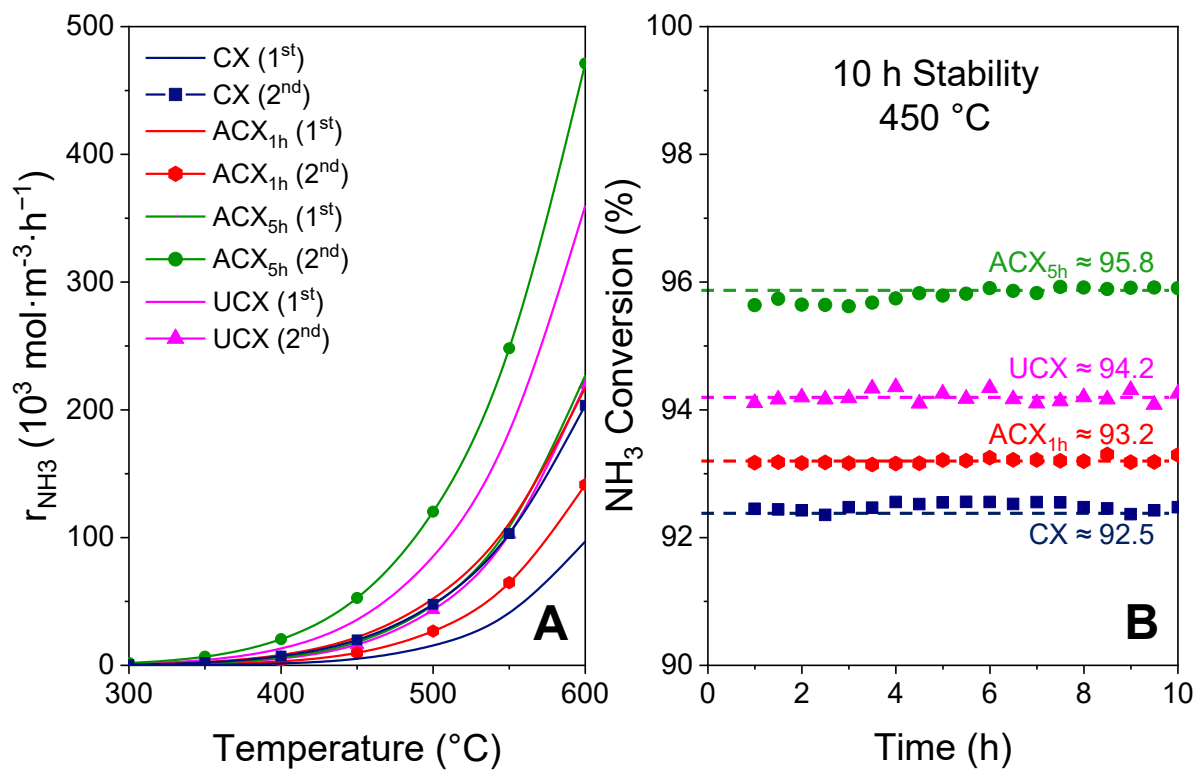 500
400
300
200
100
0
r_NH3 (10³ mol·m⁻³·h⁻¹)
CX (1ˢᵗ)
CX (2ⁿᵈ)
ACX₁ₕ (1ˢᵗ)
ACX₁ₕ (2ⁿᵈ)
ACX₅ₕ (1ˢᵗ)
ACX₅ₕ (2ⁿᵈ)
UCX (1ˢᵗ)
UCX (2ⁿᵈ)
A
300
400
500
600
Temperature (°C)
100
98
96
94
92
90
NH₃ Conversion (%)
10 h Stability
450 °C
ACX₅ₕ ≈ 95.8
UCX ≈ 94.2
ACX₁ₕ ≈ 93.2
CX ≈ 92.5
B
0
2
4
6
8
10
Time (h)